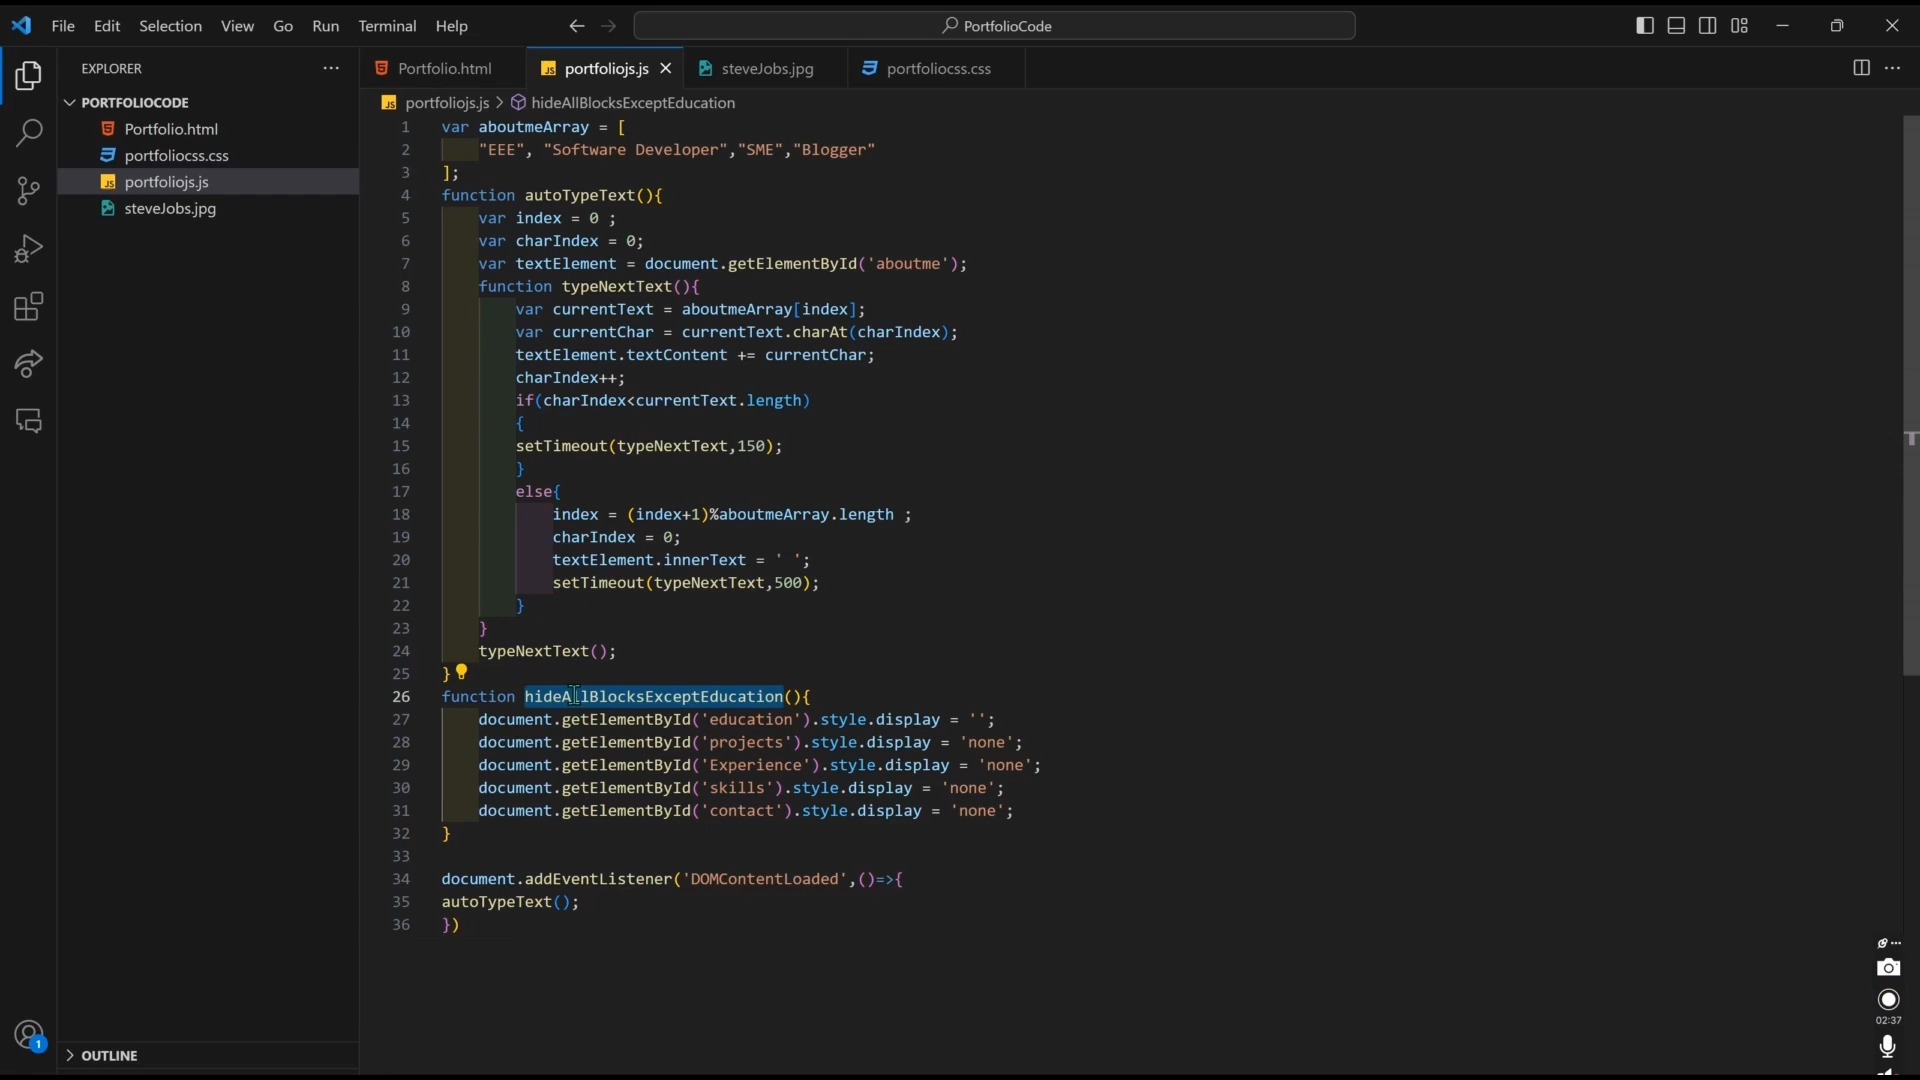 File Edit Selection View Go Run Terminal Help
PortfolioCode
EXPLORER
PORTFOLIOCODE
Portfolio.html
portfoliocss.css
portfoliojs.js
steveJobs.jpg
OUTLINE
1
Portfolio.html portfoliojs.js steveJobs.jpg portfoliocss.css
portfoliojs.js > hideAllBlocksExceptEducation
1 var aboutmeArray = [
2 "EEE", "Software Developer","SME","Blogger"
3 ];
4 function autoTypeText(){
5 var index = 0 ;
6 var charIndex = 0;
7 var textElement = document.getElementById('aboutme');
8 function typeNextText(){
9 var currentText = aboutmeArray[index];
10 var currentChar = currentText.charAt(charIndex);
11 textElement.textContent += currentChar;
12 charIndex++;
13 if(charIndex<currentText.length)
14 {
15 setTimeout(typeNextText,150);
16 }
17 else{
18 index = (index+1)%aboutmeArray.length ;
19 charIndex = 0;
20 textElement.innerText = ' ';
21 setTimeout(typeNextText,500);
22 }
23 }
24 typeNextText();
25 }
26 function hideAllBlocksExceptEducation(){
27 document.getElementById('education').style.display = '';
28 document.getElementById('projects').style.display = 'none';
29 document.getElementById('Experience').style.display = 'none';
30 document.getElementById('skills').style.display = 'none';
31 document.getElementById('contact').style.display = 'none';
32 }
33
34 document.addEventListener('DOMContentLoaded',()=>{
35 autoTypeText();
36 })
02:37